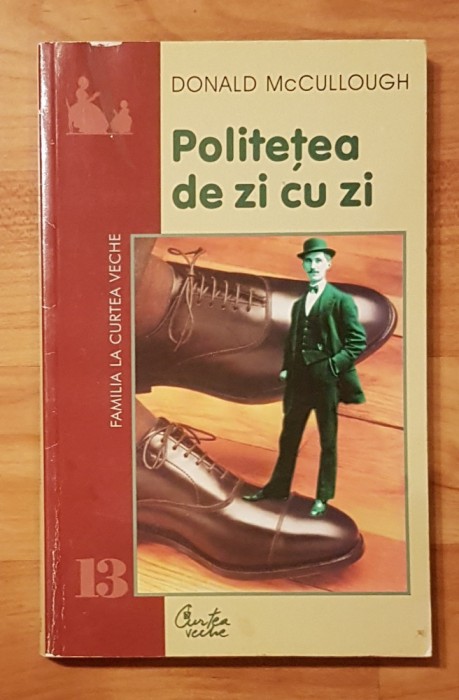 DONALD McCULLOUGH
Politețea
de zi cu zi
FAMILIA LA CURTEA VECHE
13
Curtea
veche